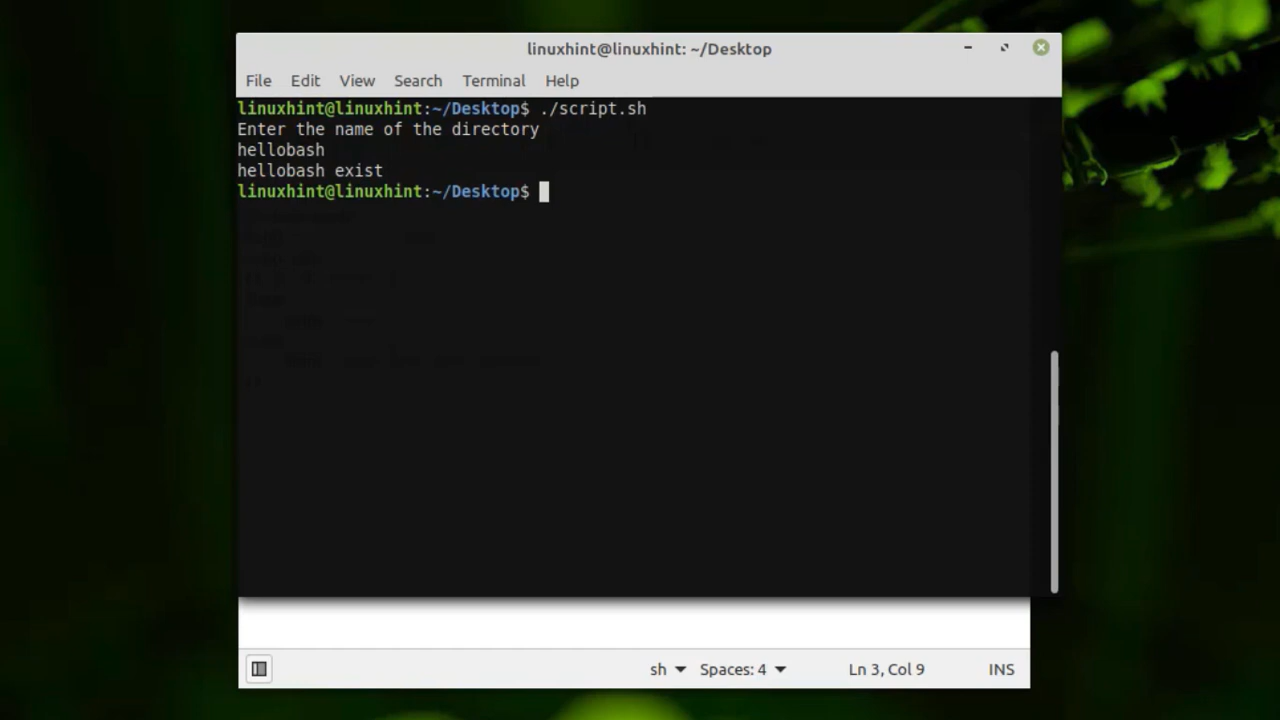 linuxhint@linuxhint: ~/Desktop
File Edit View Search Terminal Help
linuxhint@linuxhint:~/Desktop$ ./script.sh
Enter the name of the directory
hellobash
hellobash exist
linuxhint@linuxhint:~/Desktop$
sh Spaces: 4 Ln 3, Col 9 INS